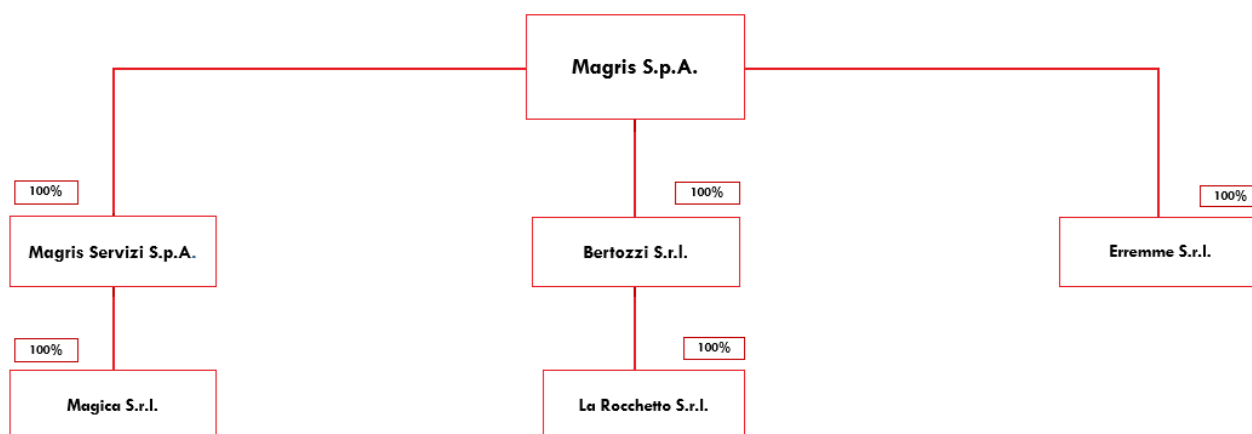 Magris S.p.A.
100%
100%
100%
Magris Servizi S.p.A.
Bertozzi S.r.l.
Erremme S.r.l.
100%
100%
Magica S.r.l.
La Rocchetto S.r.l.